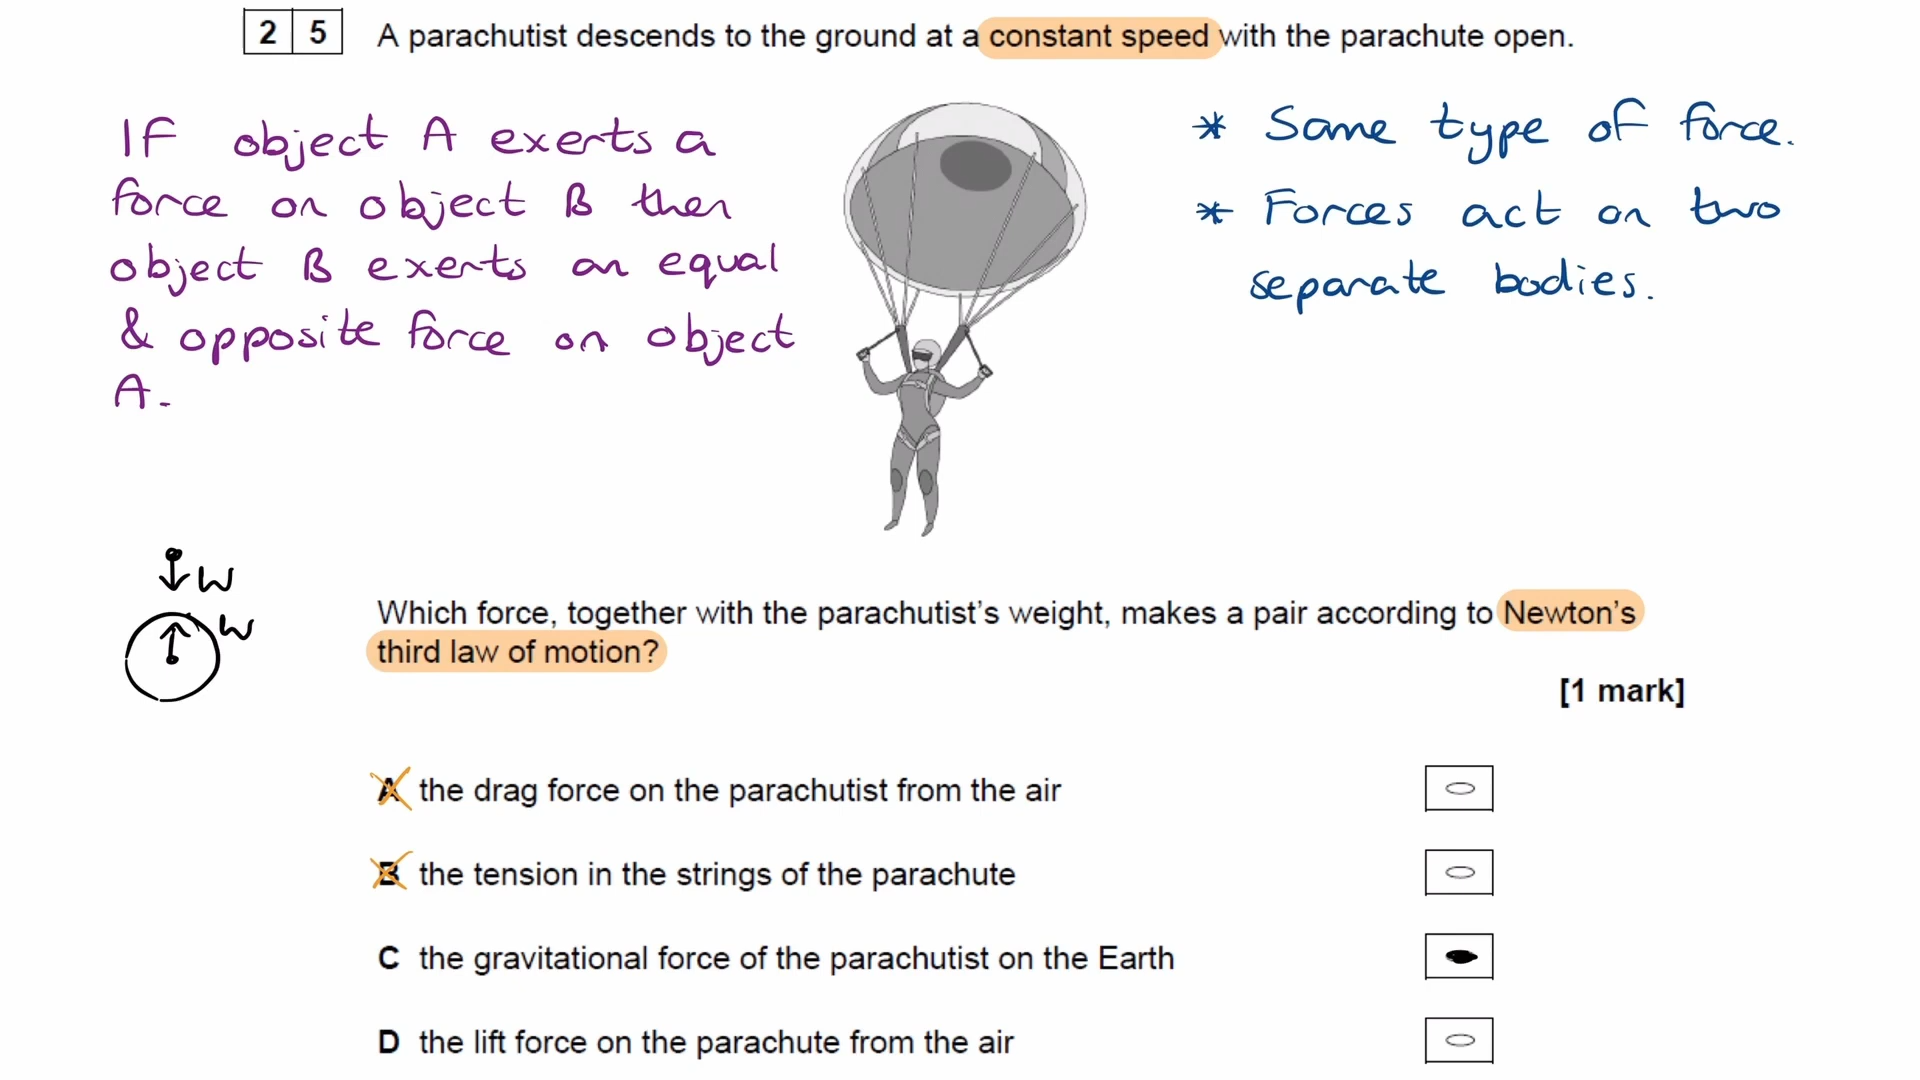 2 5 A parachutist descends to the ground at a constant speed with the parachute open.
IF object A exerts a
force on object B then
object B exerts an equal
& opposite force on object
A.
* Same type of force.
* Forces act on two
separate bodies.
W
W
Which force, together with the parachutist's weight, makes a pair according to Newton's
third law of motion?
[1 mark]
A the drag force on the parachutist from the air
B the tension in the strings of the parachute
C the gravitational force of the parachutist on the Earth
D the lift force on the parachute from the air